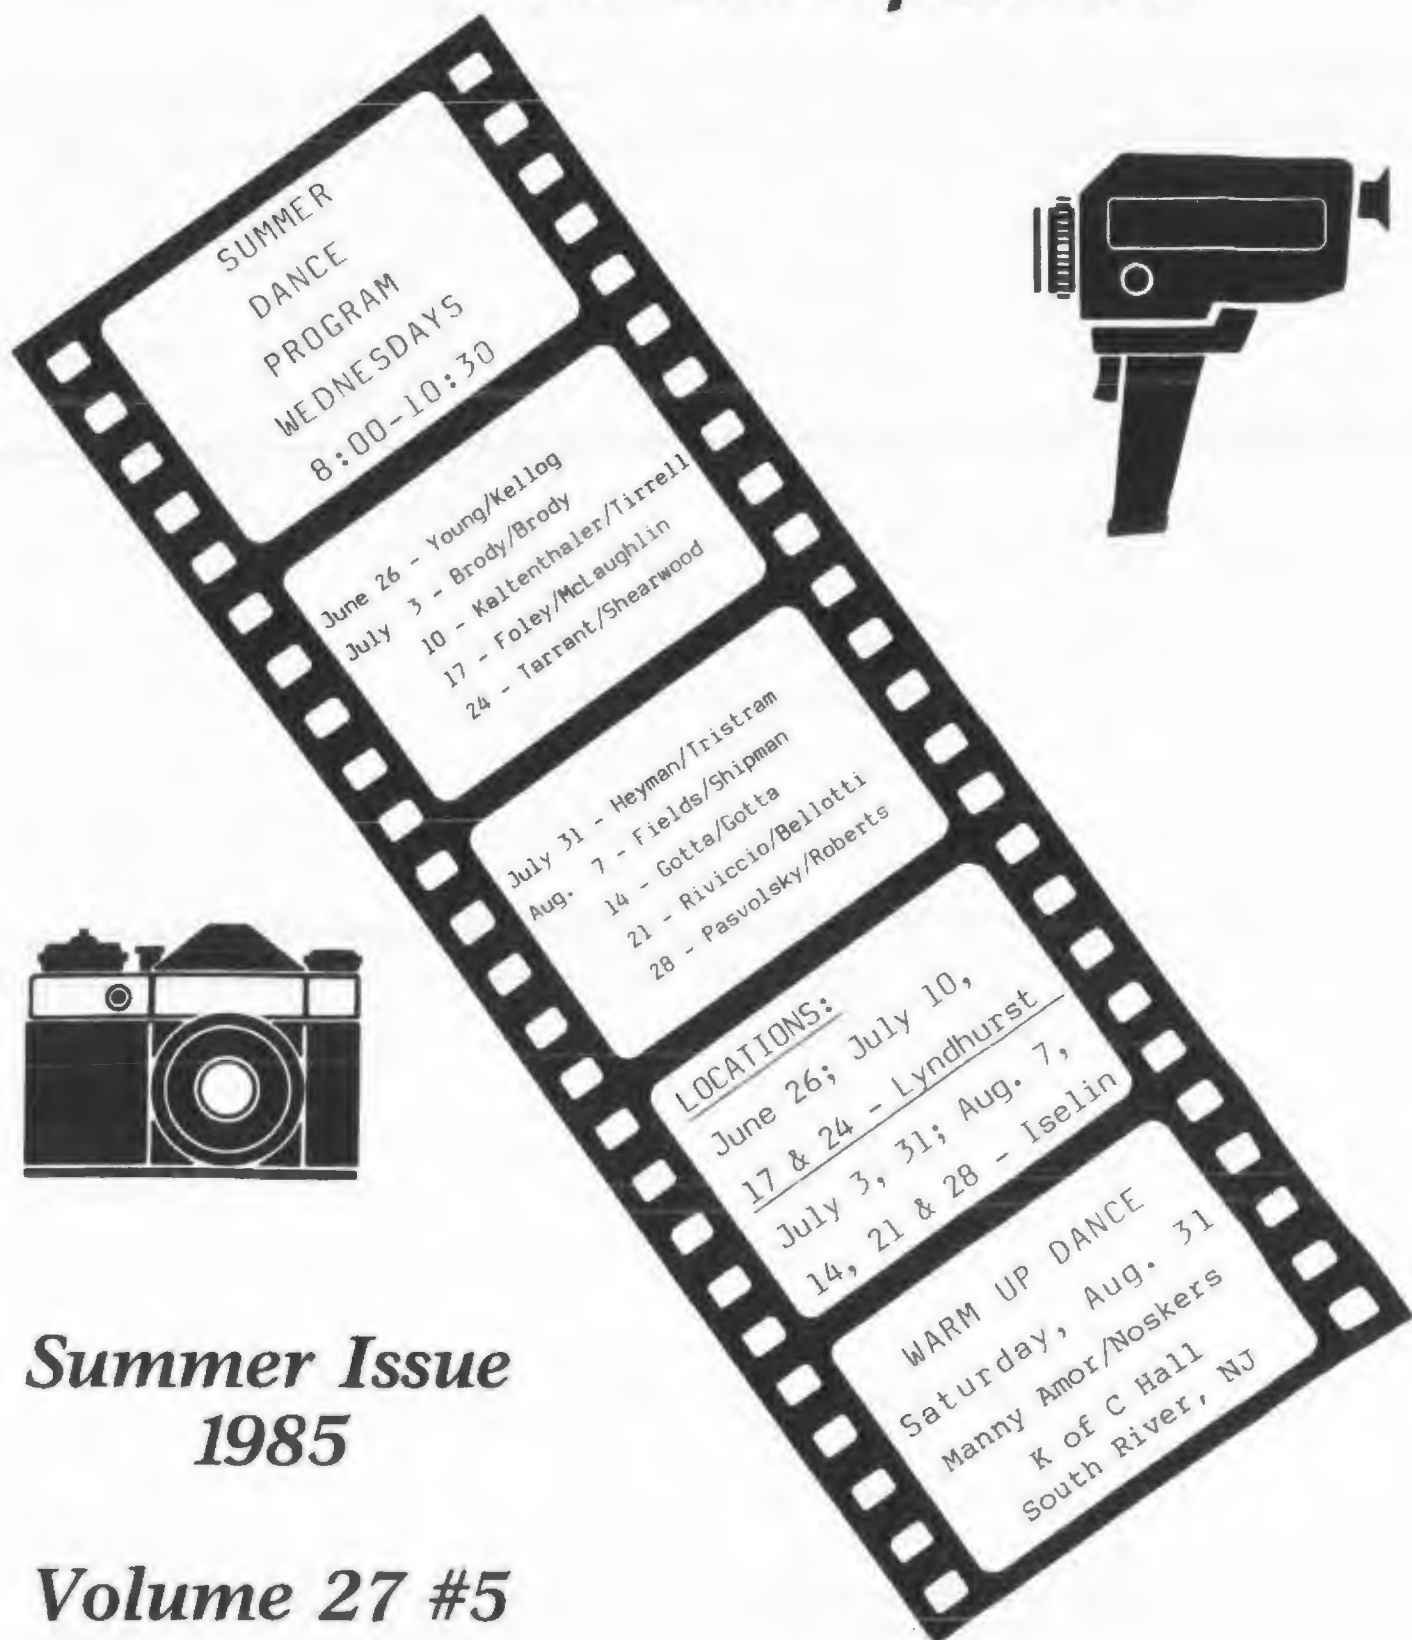 SUMMER
DANCE
PROGRAM
WEDNESDAYS
8:00-10:30
June 26 - Young/Kellog
July 3 - Brody/Brody
10 - Kaltenthaler/Tirrell
17 - Foley/McLaughlin
24 - Tarrant/Shearwood
July 31 - Heyman/Tristram
Aug. 7 - Fields/Shipman
14 - Gotta/Gotta
21 - Riviccio/Bellotti
28 - Pasvolsky/Roberts
LOCATIONS:
June 26; July 10,
17 & 24 - Lyndhurst
July 3, 31; Aug. 7,
14, 21 & 28 - Iselin
WARM UP DANCE
Saturday, Aug. 31
Manny Amor/Noskers
K of C Hall
South River, NJ
Summer Issue
1985
Volume 27 #5